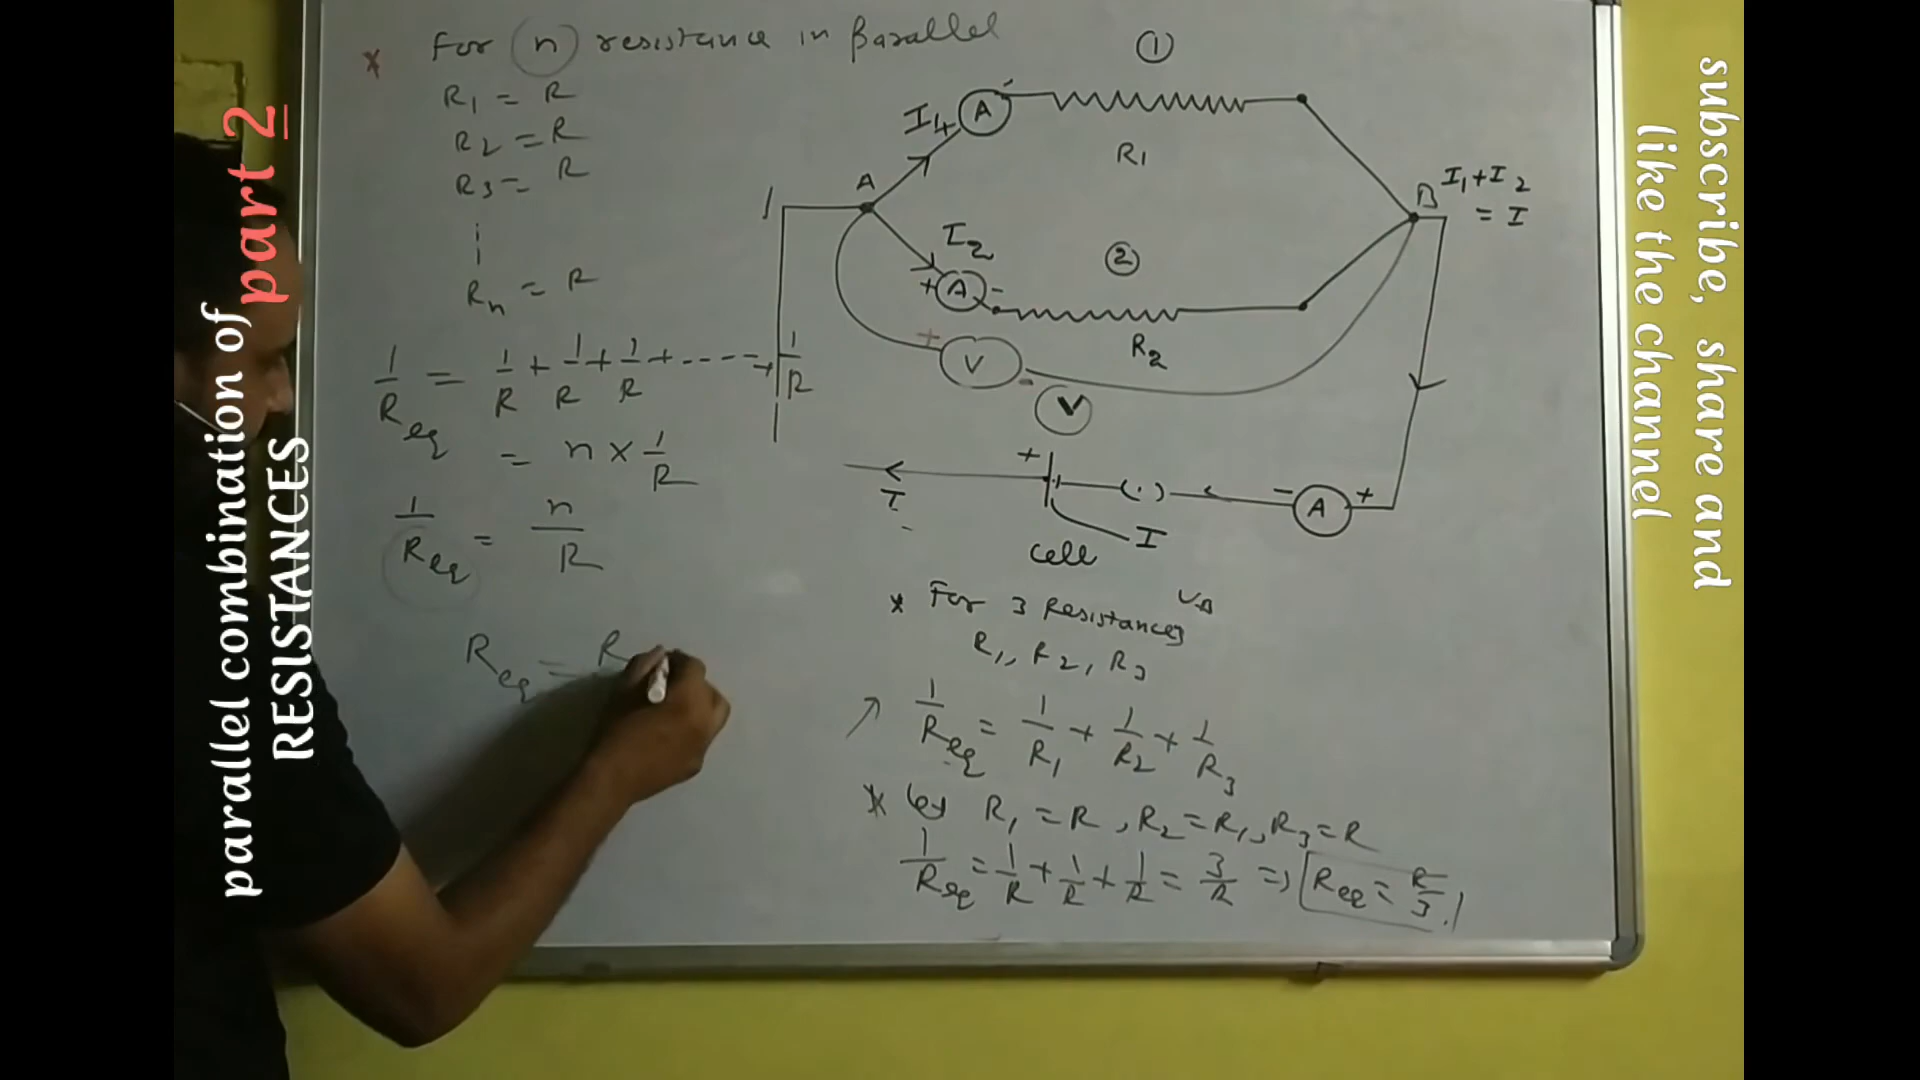 parallel combination of
RESISTANCES
part 2
subscribe, share and
like the channel
* For n resistance in parallel
R1 = R
R2 = R
R3 = R
Rn = R
1/Req = 1/R + 1/R + 1/R + ---- + 1/R
= n × 1/R
1/Req = n/R
Req = R
1
I4
A
R1
A
I2
2
+ A -
R2
B
I1 + I2
= I
+ V -
V
I
+
cell
I
( . )
- A +
* For 3 Resistances
R1, R2, R3
1/Req = 1/R1 + 1/R2 + 1/R3
R1 = R, R2 = R, R3 = R
1/Req = 1/R + 1/R + 1/R = 3/R => Req = R/3